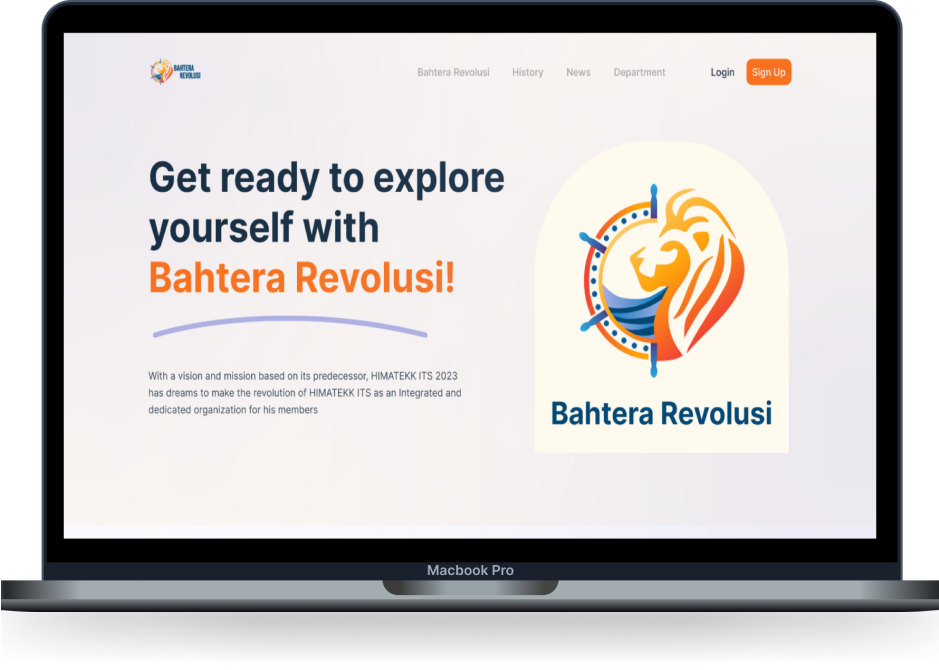 BAHTERA
REVOLUSI
Bahtera Revolusi History News Department Login Sign Up
Get ready to explore
yourself with
Bahtera Revolusi!
With a vision and mission based on its predecessor, HIMATEKK ITS 2023
has dreams to make the revolution of HIMATEKK ITS as an Integrated and
dedicated organization for his members
Bahtera Revolusi
Macbook Pro